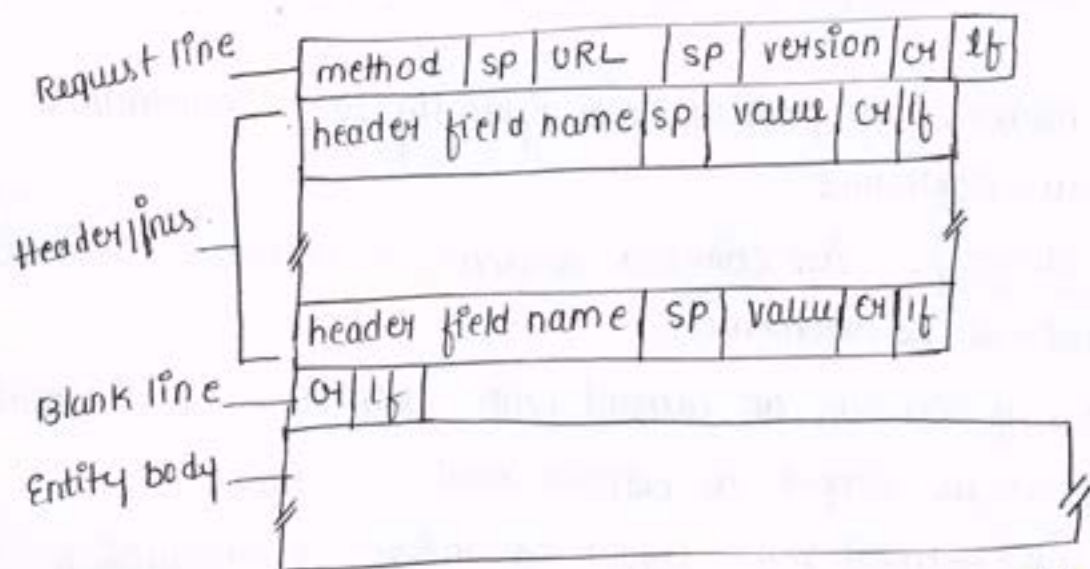 Request line method sp URL sp version cr lf
header field name sp value cr lf
Header lines
header field name sp value cr lf
Blank line cr lf
Entity body